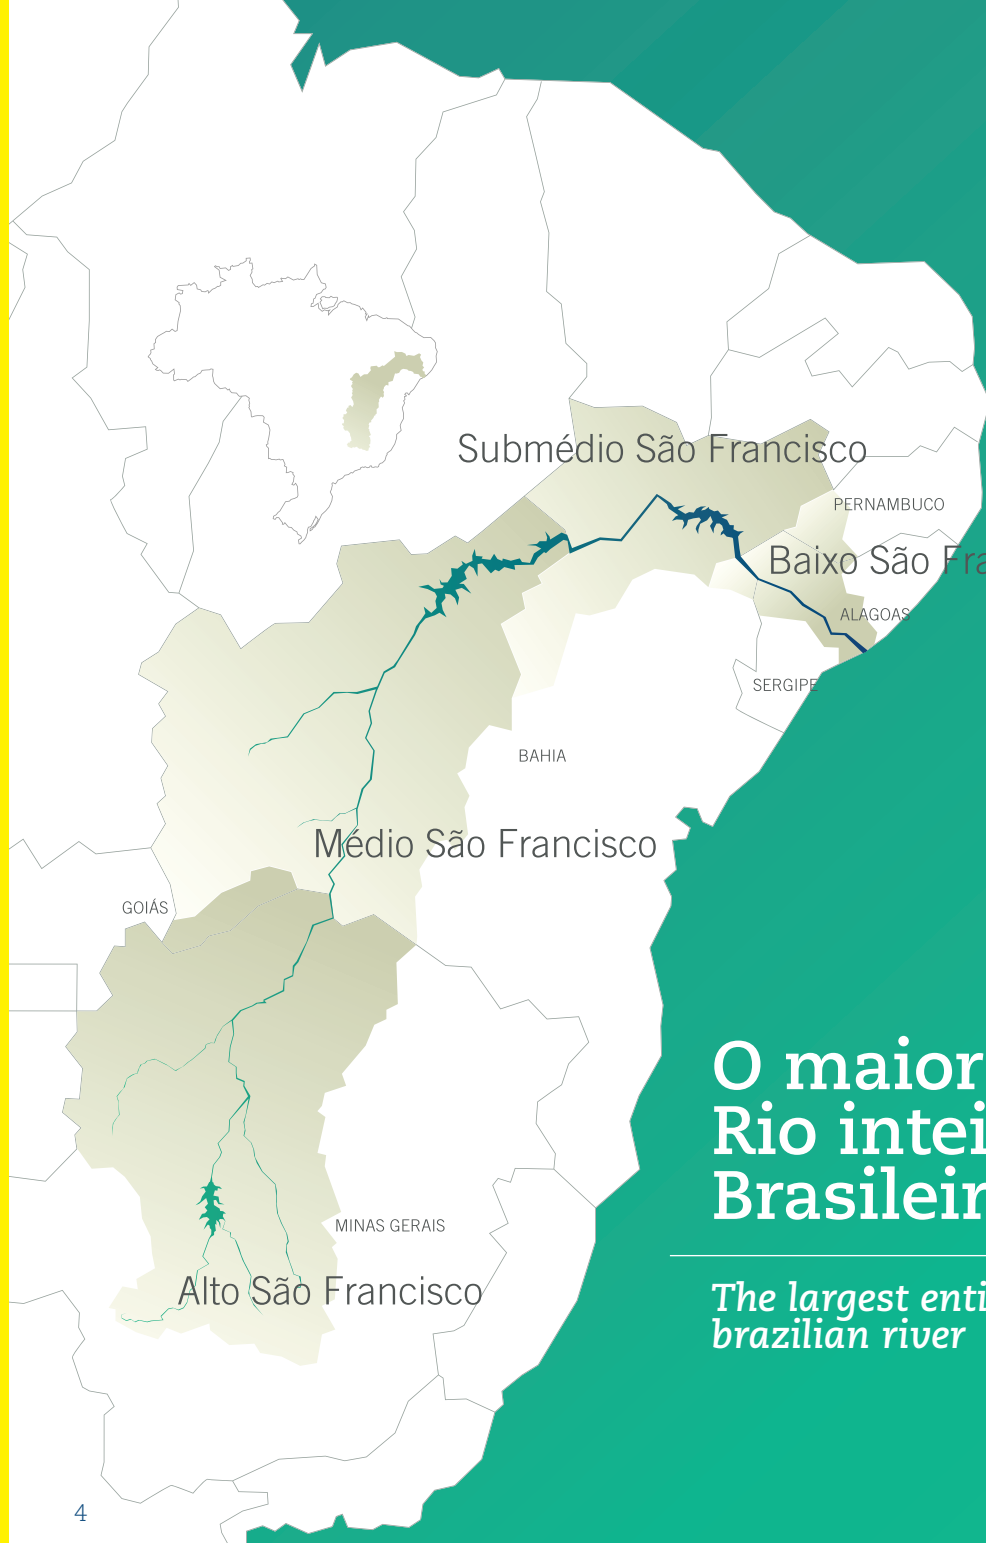 Submédio São Francisco
PERNAMBUCO
Baixo São Fra
ALAGOAS
SERGIPE
BAHIA
Médio São Francisco
GOIÁS
O maior
Rio intei
Brasileir
MINAS GERAIS
Alto São Francisco
The largest enti
brazilian river
4